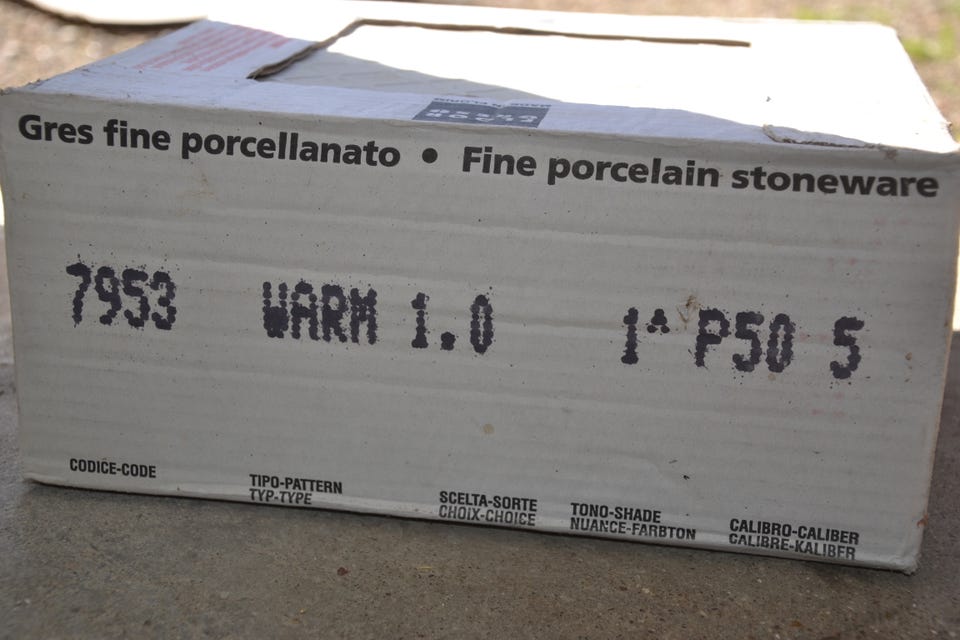 Gres fine porcellanato • Fine porcelain stoneware
7953 WARM 1.0 1^ P50 5
CODICE-CODE
TIPO-PATTERN
TYP-TYPE
SCELTA-SORTE
CHOIX-CHOICE
TONO-SHADE
NUANCE-FARBTON
CALIBRO-CALIBER
CALIBRE-KALIBER